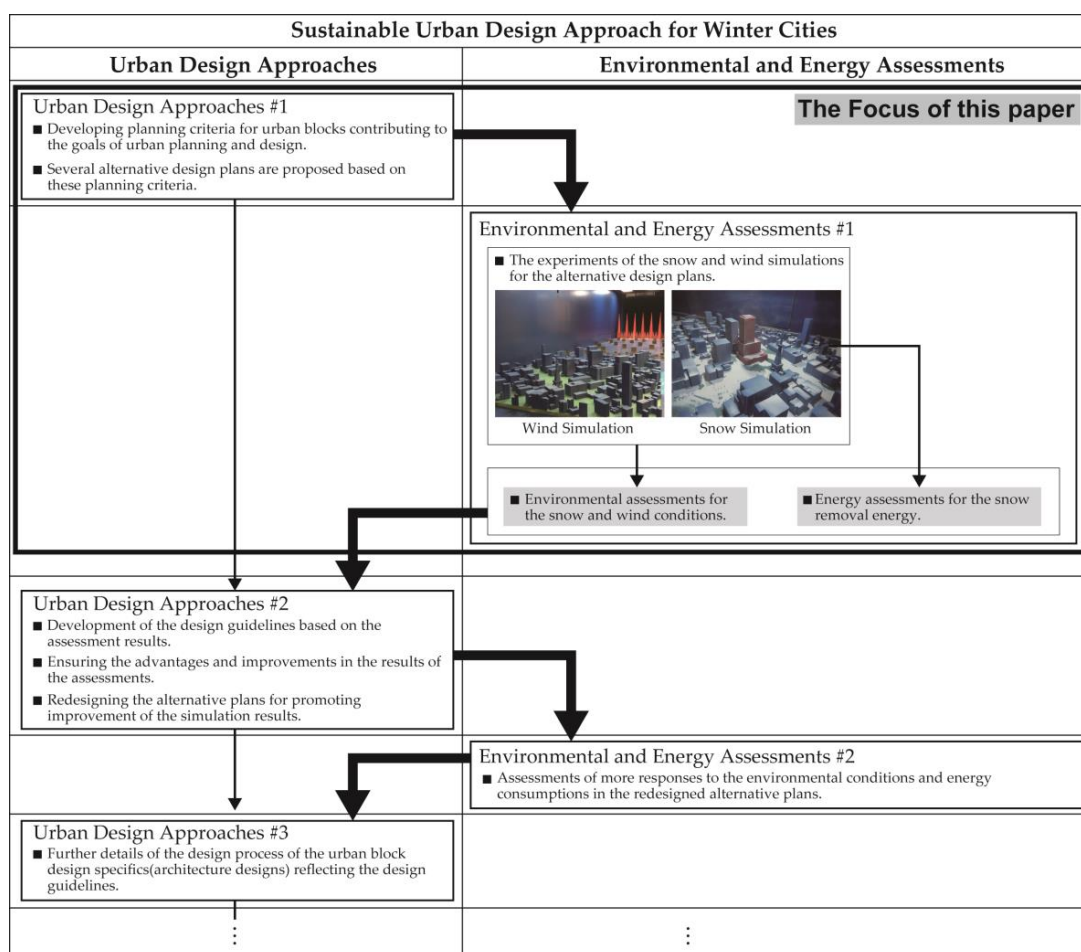 Sustainable Urban Design Approach for Winter Cities
Urban Design Approaches
Environmental and Energy Assessments
The Focus of this paper
Urban Design Approaches #1
■ Developing planning criteria for urban blocks contributing to
the goals of urban planning and design.
■ Several alternative design plans are proposed based on
these planning criteria.
Environmental and Energy Assessments #1
■ The experiments of the snow and wind simulations
for the alternative design plans.
Wind Simulation
Snow Simulation
■ Environmental assessments for
the snow and wind conditions.
■ Energy assessments for the snow
removal energy.
Urban Design Approaches #2
■ Development of the design guidelines based on the
assessment results.
■ Ensuring the advantages and improvements in the results of
the assessments.
■ Redesigning the alternative plans for promoting
improvement of the simulation results.
Environmental and Energy Assessments #2
■ Assessments of more responses to the environmental conditions and energy
consumptions in the redesigned alternative plans.
Urban Design Approaches #3
■ Further details of the design process of the urban block
design specifics(architecture designs) reflecting the design
guidelines.
⋮
⋮